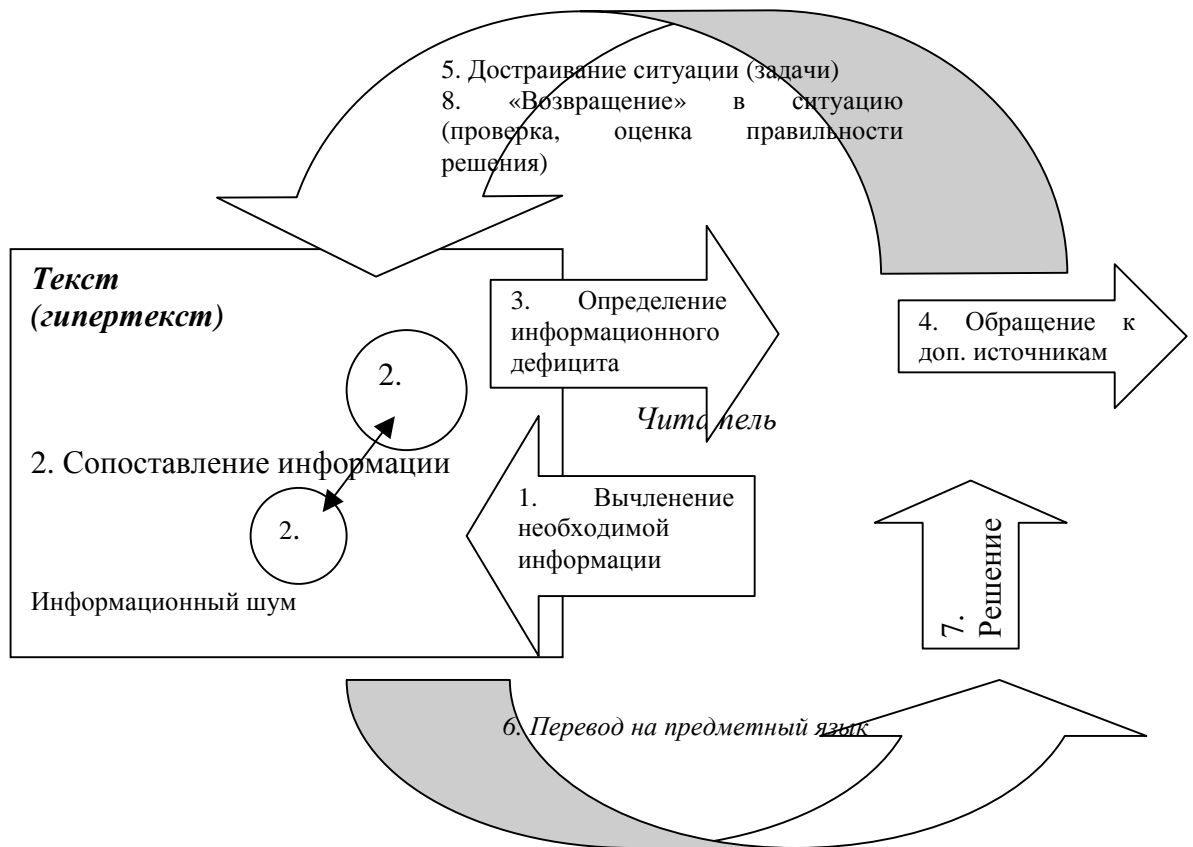 5. Достраивание ситуации (задачи)
8. «Возвращение» в ситуацию
(проверка, оценка правильности
решения)
Текст
(гипертекст)
3. Определение
информационного
дефицита
4. Обращение к
доп. источникам
2.
Читатель
2. Сопоставление информации
1. Вычленение
необходимой
информации
2.
Информационный шум
7.
Решение
6. Перевод на предметный язык